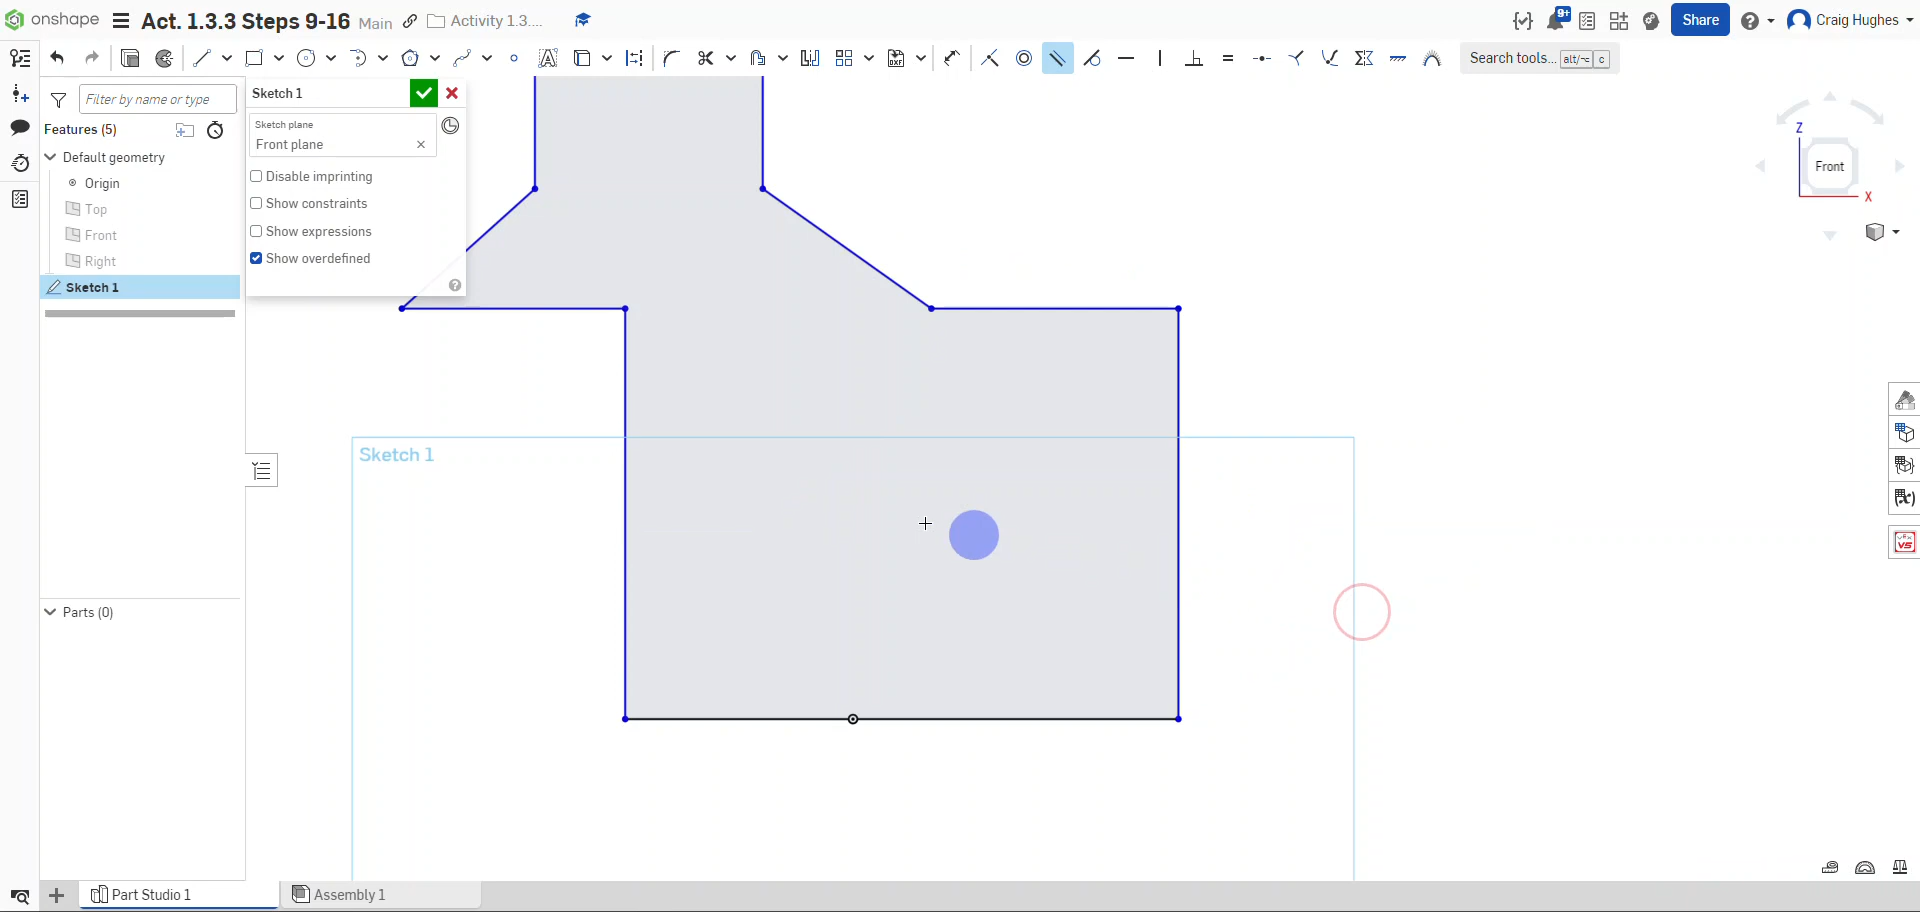 onshape Act. 1.3.3 Steps 9-16 Main Activity 1.3.... 9+ Share Craig Hughes
Search tools... alt/⌥ c
Filter by name or type
Features (5)
Default geometry
Origin
Top
Front
Right
Sketch 1
Parts (0)
Sketch 1
Sketch plane
Front plane
Disable imprinting
Show constraints
Show expressions
Show overdefined
Sketch 1
Z
Front
X
(x)
VEX
V5
Part Studio 1 Assembly 1